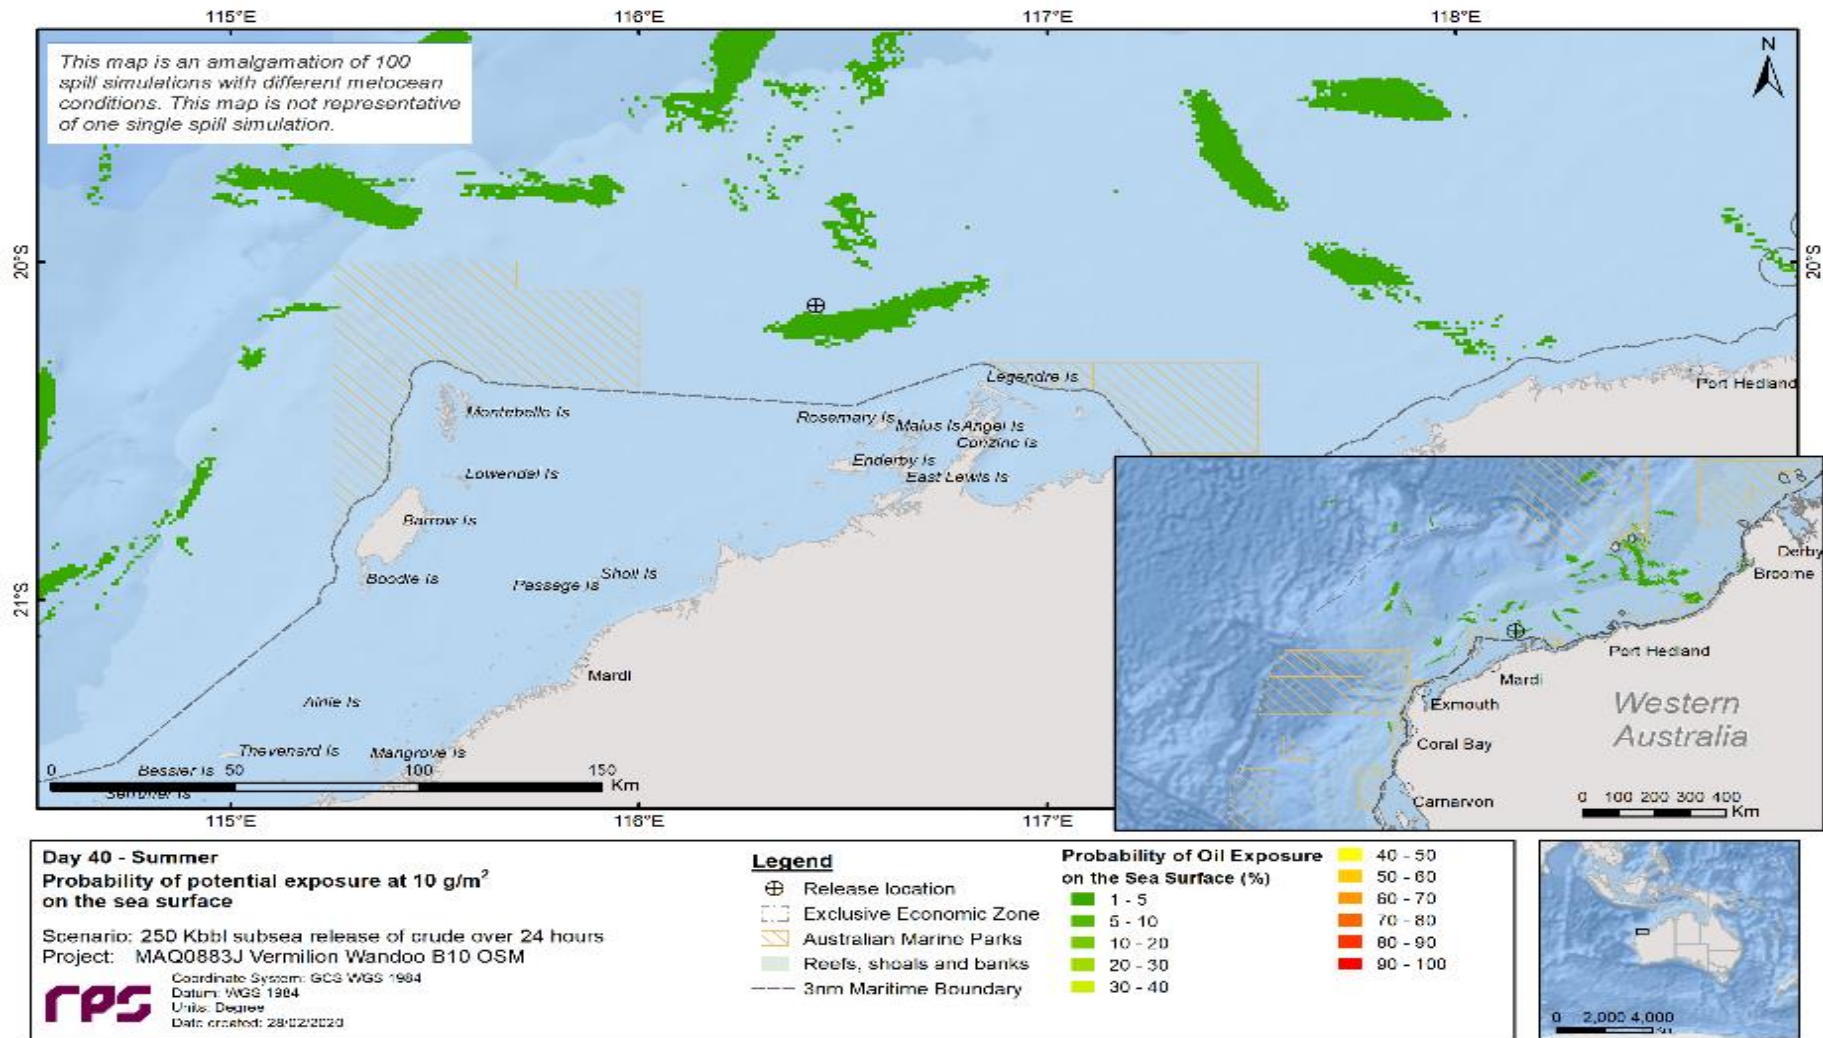 115°E 116°E 117°E 118°E
This map is an amalgamation of 100
spill simulations with different metocean
conditions. This map is not representative
of one single spill simulation.
N
20°S 20°S
Legendre Is
Port Hedland
Montebello Is
Rosemary Is
Malus Is Angel Is
Conzinc Is
Enderby Is
Lowendal Is
East Lewis Is
Barrow Is
Boodie Is
Passage Is
Sholl Is
21°S
Mardi
Airlie Is
Thevenard Is
Mangrove Is
Bessier Is
0 50 100 150
Km
115°E 116°E 117°E
Derby
Broome
Port Hedland
Mardi
Exmouth
Western
Australia
Coral Bay
Carnarvon
0 100 200 300 400
Km
Day 40 - Summer
Probability of potential exposure at 10 g/m²
on the sea surface
Scenario: 250 Kbbl subsea release of crude over 24 hours
Project: MAQ0883J Vermilion Wandoo B10 OSM
rps
Coordinate System: GCS WGS 1984
Datum: WGS 1984
Units: Degree
Date created: 28/02/2020
Legend
Release location
Exclusive Economic Zone
Australian Marine Parks
Reefs, shoals and banks
3nm Maritime Boundary
Probability of Oil Exposure
on the Sea Surface (%)
1 - 5
5 - 10
10 - 20
20 - 30
30 - 40
40 - 50
50 - 60
60 - 70
70 - 80
80 - 90
90 - 100
0 2,000 4,000